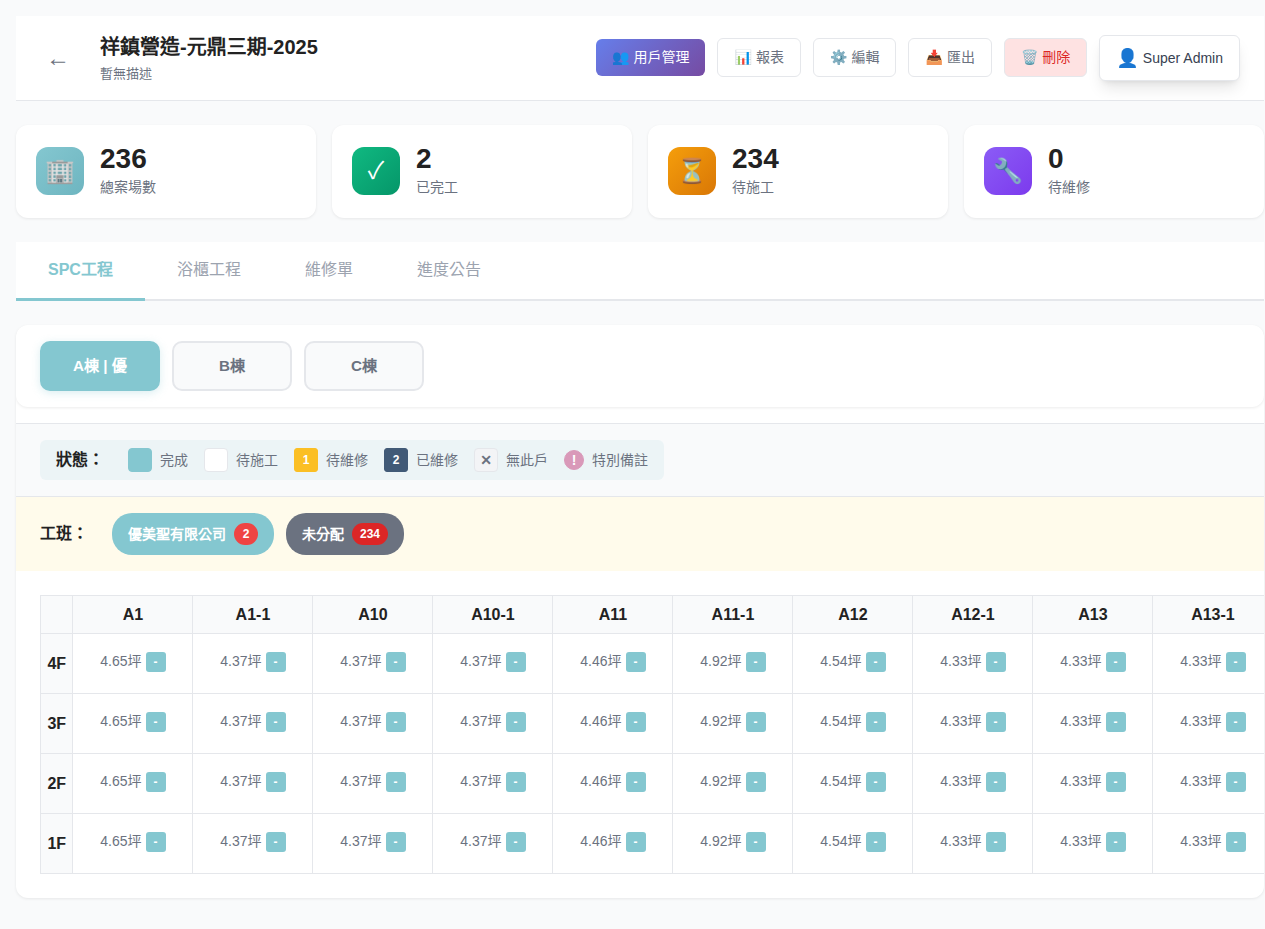 ←
祥鎮營造-元鼎三期-2025
暫無描述
👥 用戶管理
📊 報表
⚙️ 編輯
📥 匯出
🗑️ 刪除
👤 Super Admin
🏢 236
總案場數
✓ 2
已完工
⏳ 234
待施工
🔧 0
待維修
SPC工程 浴櫃工程 維修單 進度公告
A棟 | 優 B棟 C棟
狀態： 完成 待施工 1 待維修 2 已維修 ✕ 無此戶 ! 特別備註
工班： 優美聖有限公司 2 未分配 234
A1 A1-1 A10 A10-1 A11 A11-1 A12 A12-1 A13 A13-1
4F 4.65坪 - 4.37坪 - 4.37坪 - 4.37坪 - 4.46坪 - 4.92坪 - 4.54坪 - 4.33坪 - 4.33坪 - 4.33坪 -
3F 4.65坪 - 4.37坪 - 4.37坪 - 4.37坪 - 4.46坪 - 4.92坪 - 4.54坪 - 4.33坪 - 4.33坪 - 4.33坪 -
2F 4.65坪 - 4.37坪 - 4.37坪 - 4.37坪 - 4.46坪 - 4.92坪 - 4.54坪 - 4.33坪 - 4.33坪 - 4.33坪 -
1F 4.65坪 - 4.37坪 - 4.37坪 - 4.37坪 - 4.46坪 - 4.92坪 - 4.54坪 - 4.33坪 - 4.33坪 - 4.33坪 -